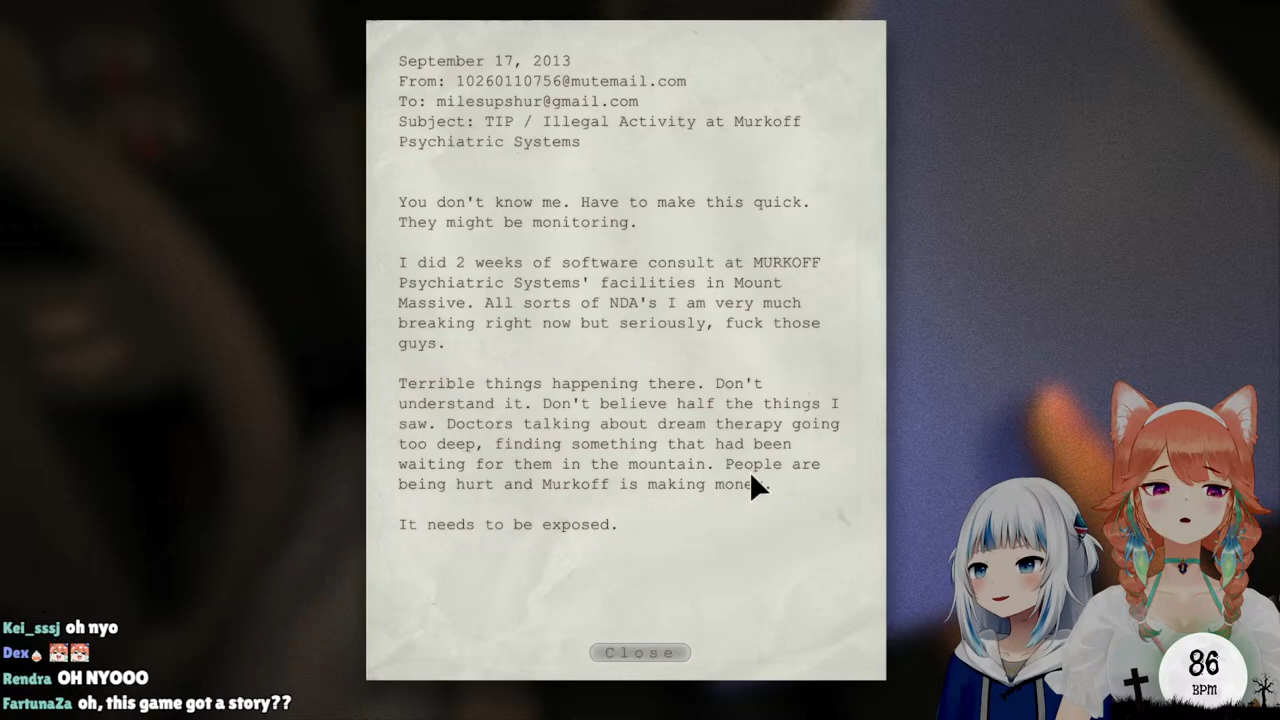 September 17, 2013
From: 10260110756@mutemail.com
To: milesupshur@gmail.com
Subject: TIP / Illegal Activity at Murkoff
Psychiatric Systems
You don't know me. Have to make this quick.
They might be monitoring.
I did 2 weeks of software consult at MURKOFF
Psychiatric Systems' facilities in Mount
Massive. All sorts of NDA's I am very much
breaking right now but seriously, fuck those
guys.
Terrible things happening there. Don't
understand it. Don't believe half the things I
saw. Doctors talking about dream therapy going
too deep, finding something that had been
waiting for them in the mountain. People are
being hurt and Murkoff is making money.
It needs to be exposed.
Close
Kei_sssj oh nyo
Dex
Rendra OH NYOOO
FartunaZa oh, this game got a story??
86
BPM